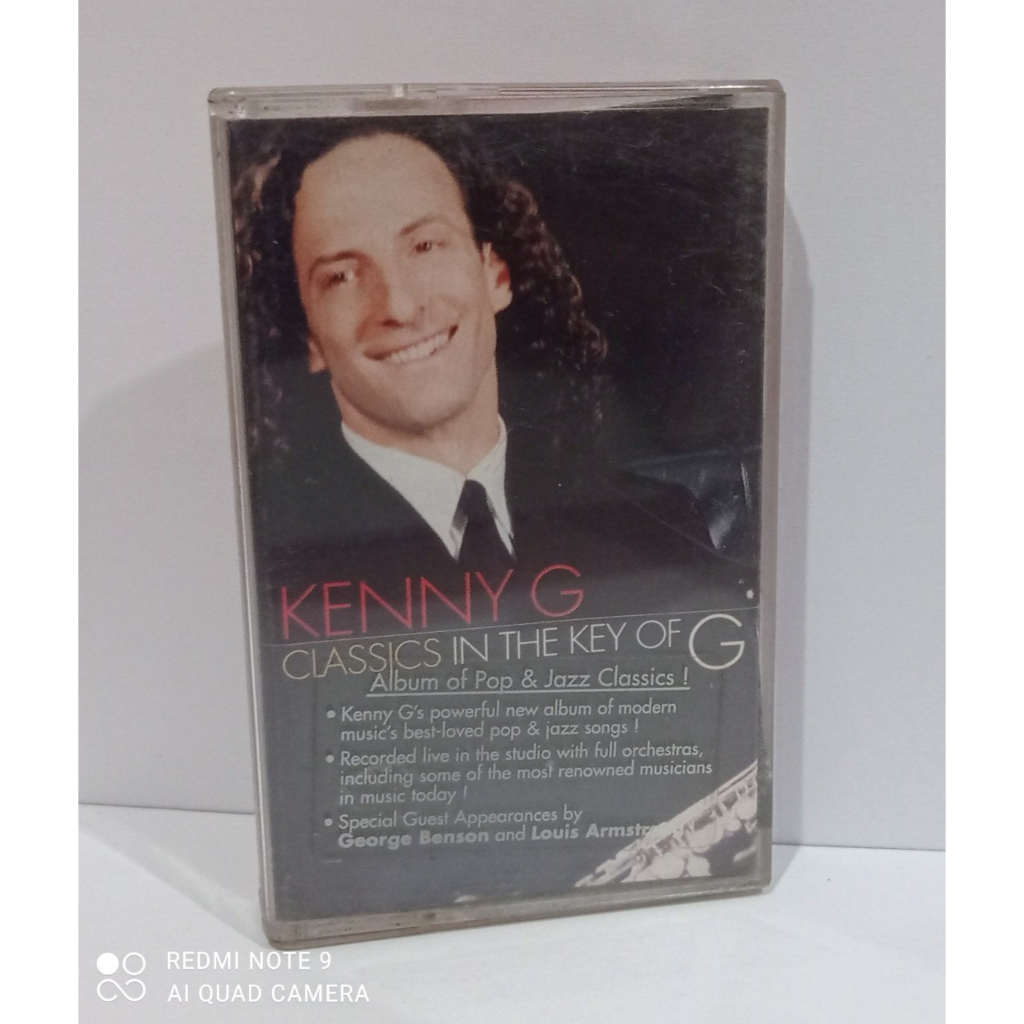 KENNY G
CLASSICS IN THE KEY OF G
Album of Pop & Jazz Classics !
• Kenny G's powerful new album of modern
music's best-loved pop & jazz songs !
• Recorded live in the studio with full orchestras,
including some of the most renowned musicians
in music today !
• Special Guest Appearances by
George Benson and Louis
REDMI NOTE 9
AI QUAD CAMERA